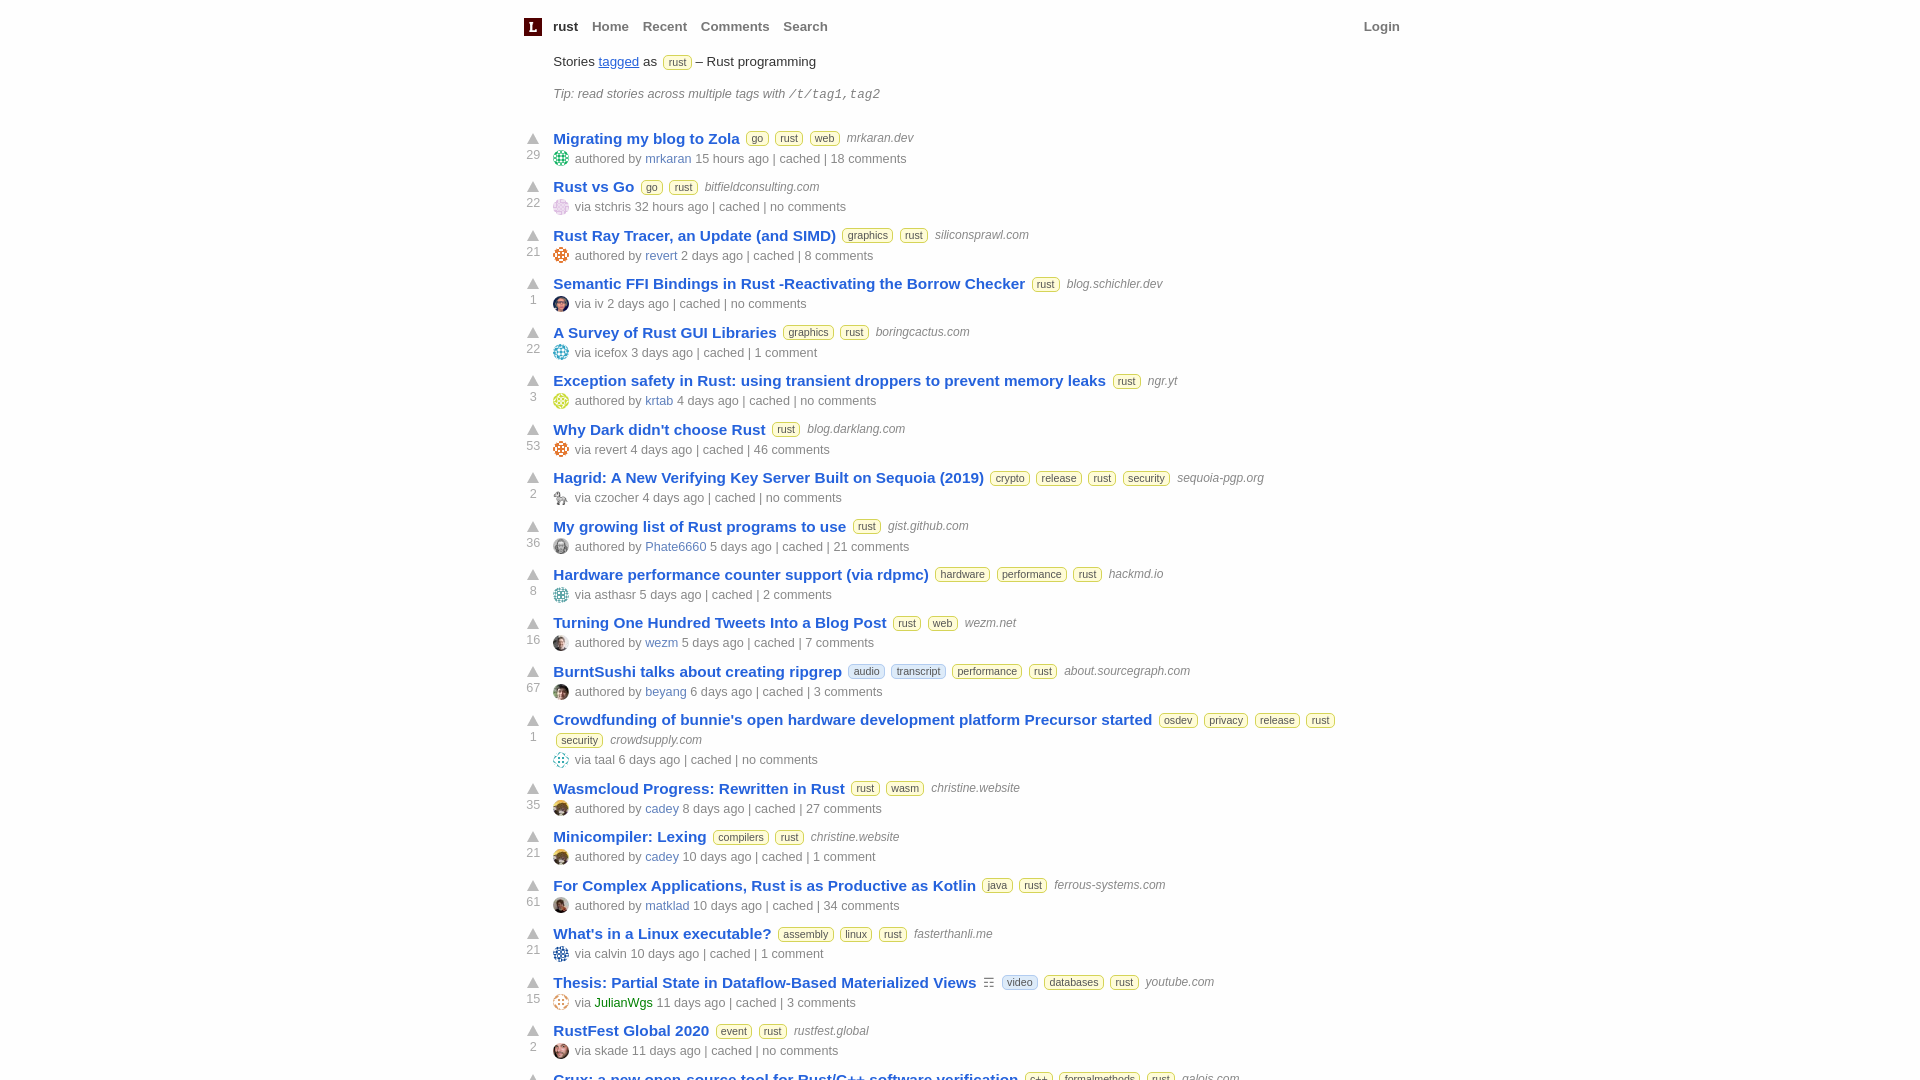 L rust Home Recent Comments Search Login
Stories tagged as rust – Rust programming
Tip: read stories across multiple tags with /t/tag1,tag2
Migrating my blog to Zola go rust web mrkaran.dev
29
authored by mrkaran 15 hours ago | cached | 18 comments
Rust vs Go go rust bitfieldconsulting.com
22
via stchris 32 hours ago | cached | no comments
Rust Ray Tracer, an Update (and SIMD) graphics rust siliconsprawl.com
21
authored by revert 2 days ago | cached | 8 comments
Semantic FFI Bindings in Rust -Reactivating the Borrow Checker rust blog.schichler.dev
1
via iv 2 days ago | cached | no comments
A Survey of Rust GUI Libraries graphics rust boringcactus.com
22
via icefox 3 days ago | cached | 1 comment
Exception safety in Rust: using transient droppers to prevent memory leaks rust ngr.yt
3
authored by krtab 4 days ago | cached | no comments
Why Dark didn't choose Rust rust blog.darklang.com
53
via revert 4 days ago | cached | 46 comments
Hagrid: A New Verifying Key Server Built on Sequoia (2019) crypto release rust security sequoia-pgp.org
2
via czocher 4 days ago | cached | no comments
My growing list of Rust programs to use rust gist.github.com
36
authored by Phate6660 5 days ago | cached | 21 comments
Hardware performance counter support (via rdpmc) hardware performance rust hackmd.io
8
via asthasr 5 days ago | cached | 2 comments
Turning One Hundred Tweets Into a Blog Post rust web wezm.net
16
authored by wezm 5 days ago | cached | 7 comments
BurntSushi talks about creating ripgrep audio transcript performance rust about.sourcegraph.com
67
authored by beyang 6 days ago | cached | 3 comments
Crowdfunding of bunnie's open hardware development platform Precursor started osdev privacy release rust
1
security crowdsupply.com
via taal 6 days ago | cached | no comments
Wasmcloud Progress: Rewritten in Rust rust wasm christine.website
35
authored by cadey 8 days ago | cached | 27 comments
Minicompiler: Lexing compilers rust christine.website
21
authored by cadey 10 days ago | cached | 1 comment
For Complex Applications, Rust is as Productive as Kotlin java rust ferrous-systems.com
61
authored by matklad 10 days ago | cached | 34 comments
What's in a Linux executable? assembly linux rust fasterthanli.me
21
via calvin 10 days ago | cached | 1 comment
Thesis: Partial State in Dataflow-Based Materialized Views ☶ video databases rust youtube.com
15
via JulianWgs 11 days ago | cached | 3 comments
RustFest Global 2020 event rust rustfest.global
2
via skade 11 days ago | cached | no comments
Crux: a new open-source tool for Rust/C++ software verification c++ formalmethods rust galois.com